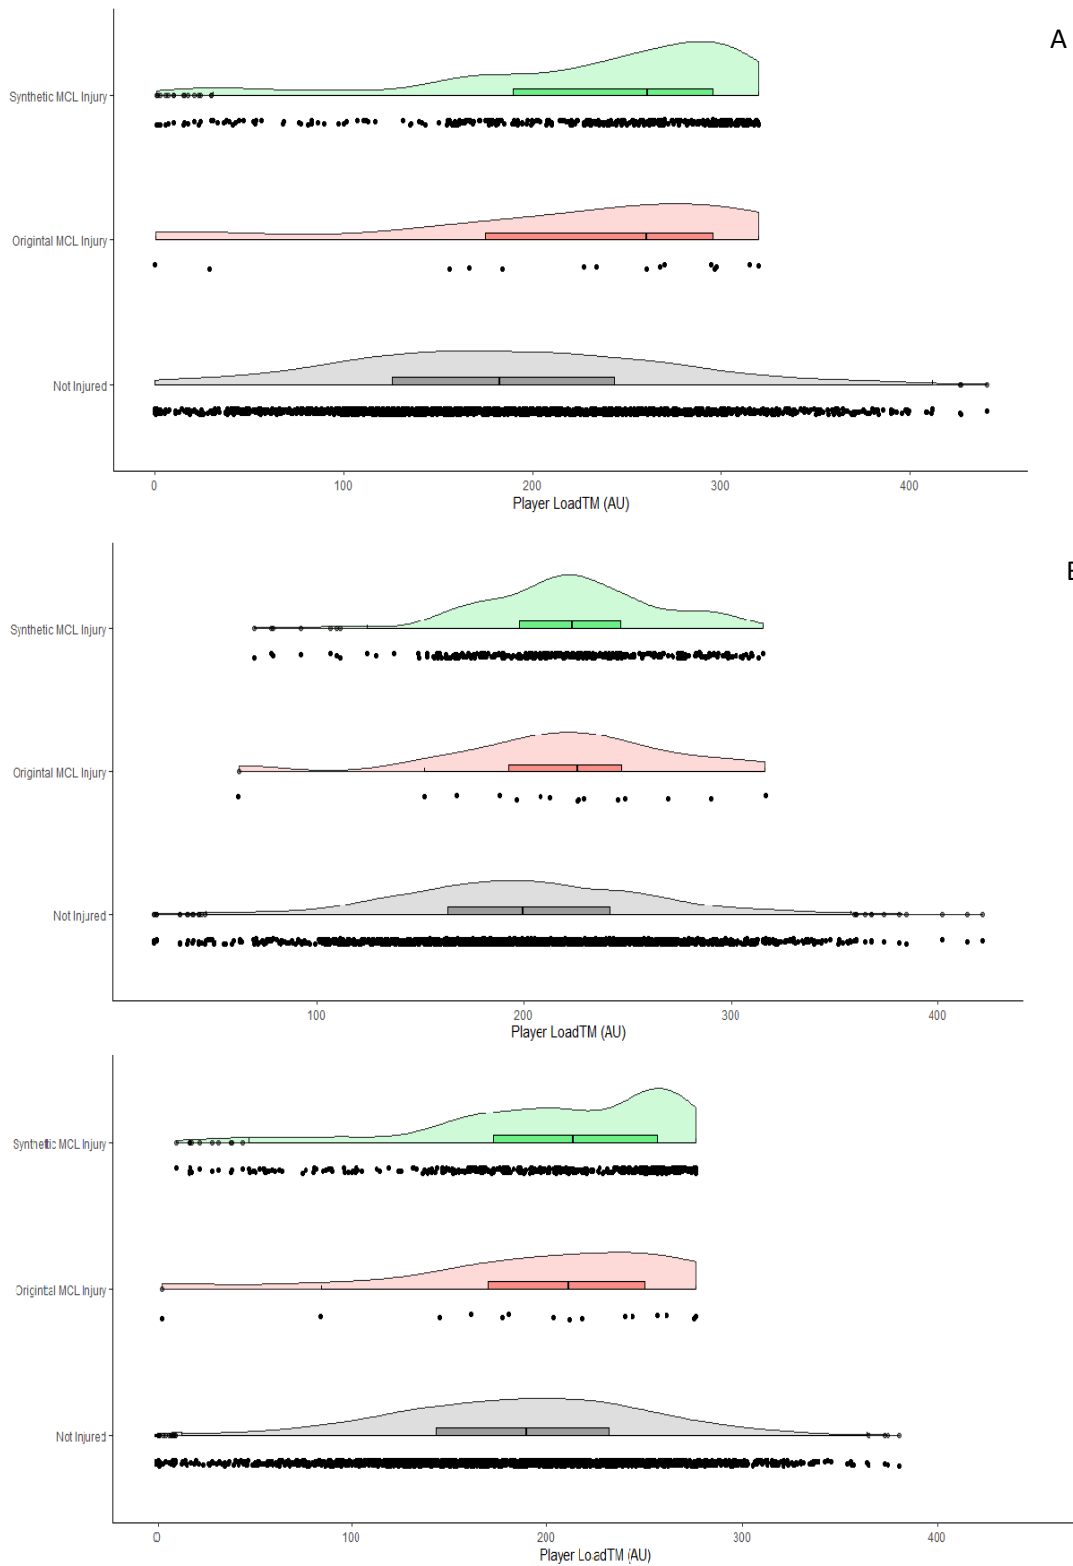 A
Synthetic MCL Injury
Origintal MCL Injury
Not Injured
0 100 200 300 400
Player LoadTM (AU)
B
Synthetic MCL Injury
Origintal MCL Injury
Not Injured
100 200 300 400
Player LoadTM (AU)
Synthetic MCL Injury
Origintal MCL Injury
Not Injured
0 100 200 300 400
Player LoadTM (AU)